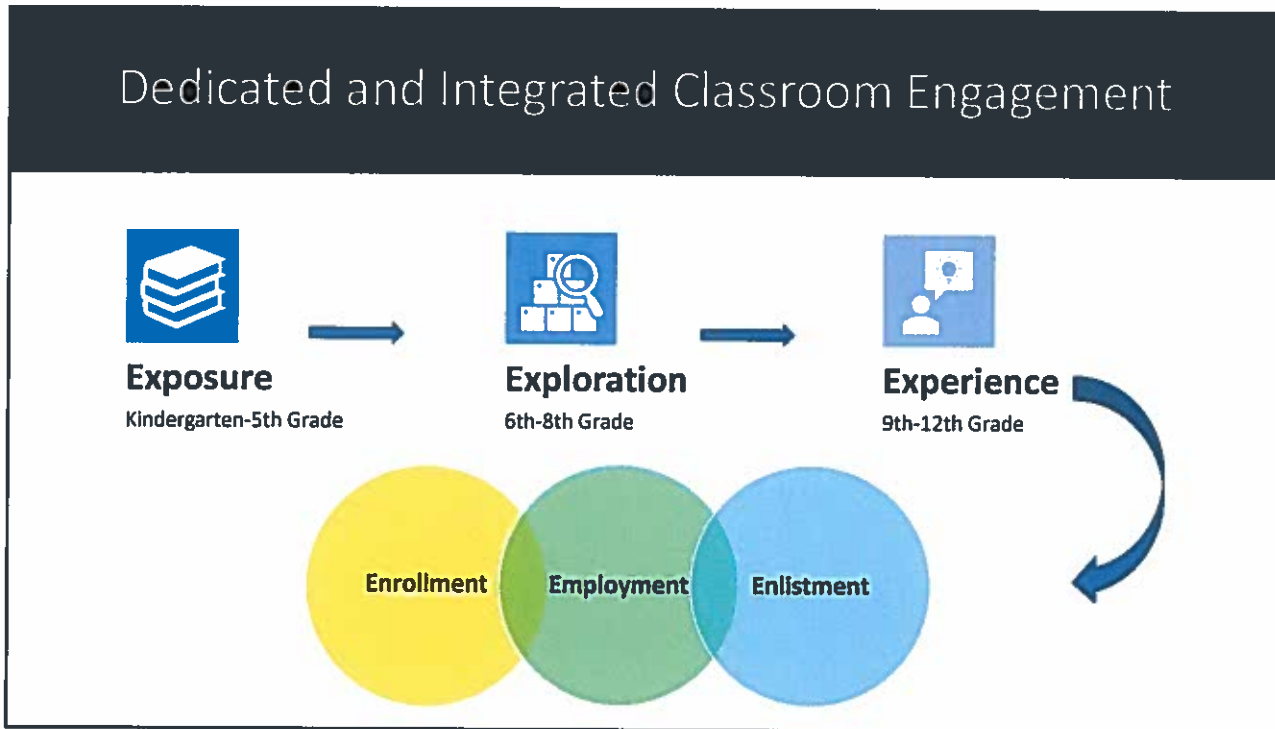 Dedicated and Integrated Classroom Engagement
Exposure
Kindergarten-5th Grade
Exploration
6th-8th Grade
Experience
9th-12th Grade
Enrollment
Employment
Enlistment